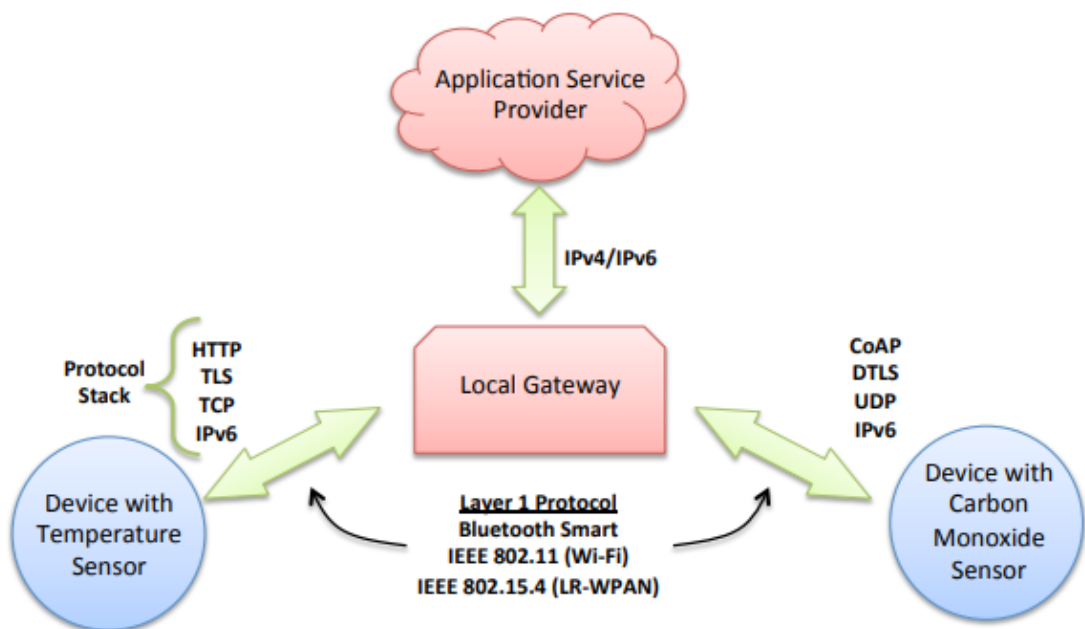 Application Service
Provider
IPv4/IPv6
Protocol
Stack
HTTP
TLS
TCP
IPv6
Local Gateway
CoAP
DTLS
UDP
IPv6
Device with
Temperature
Sensor
Layer 1 Protocol
Bluetooth Smart
IEEE 802.11 (Wi-Fi)
IEEE 802.15.4 (LR-WPAN)
Device with
Carbon
Monoxide
Sensor